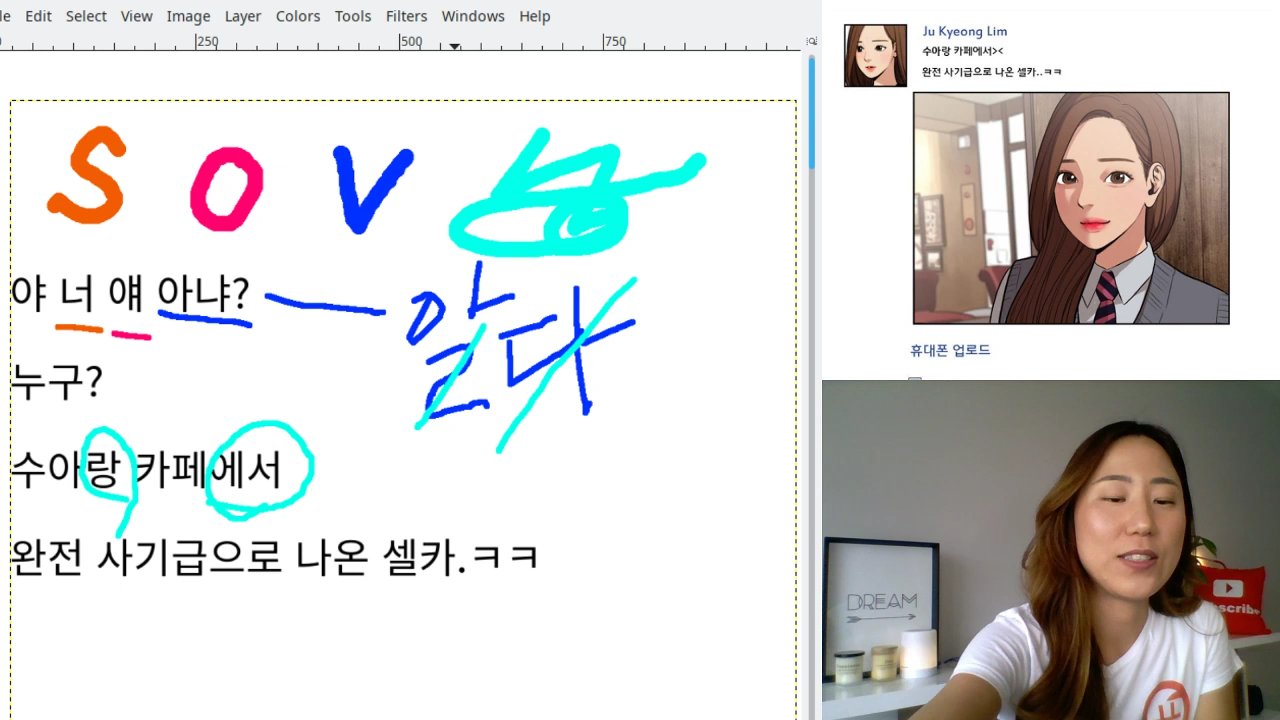 Edit Select View Image Layer Colors Tools Filters Windows Help
250 500 750
S O V
야 너 얘 아냐?
알다
누구?
수아랑 카페에서
완전 사기급으로 나온 셀카.ㅋㅋ
Ju Kyeong Lim
수아랑 카페에서><
완전 사기급으로 나온 셀카..ㅋㅋ
휴대폰 업로드
DREAM